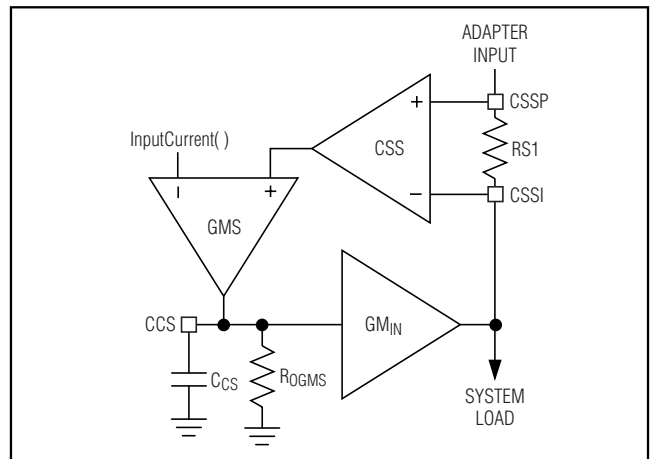 ADAPTER
INPUT
CSSP
+
CSS
RS1
InputCurrent( )
− +
−
CSSI
GMS
CCS
GMIN
CCS
ROGMS
SYSTEM
LOAD